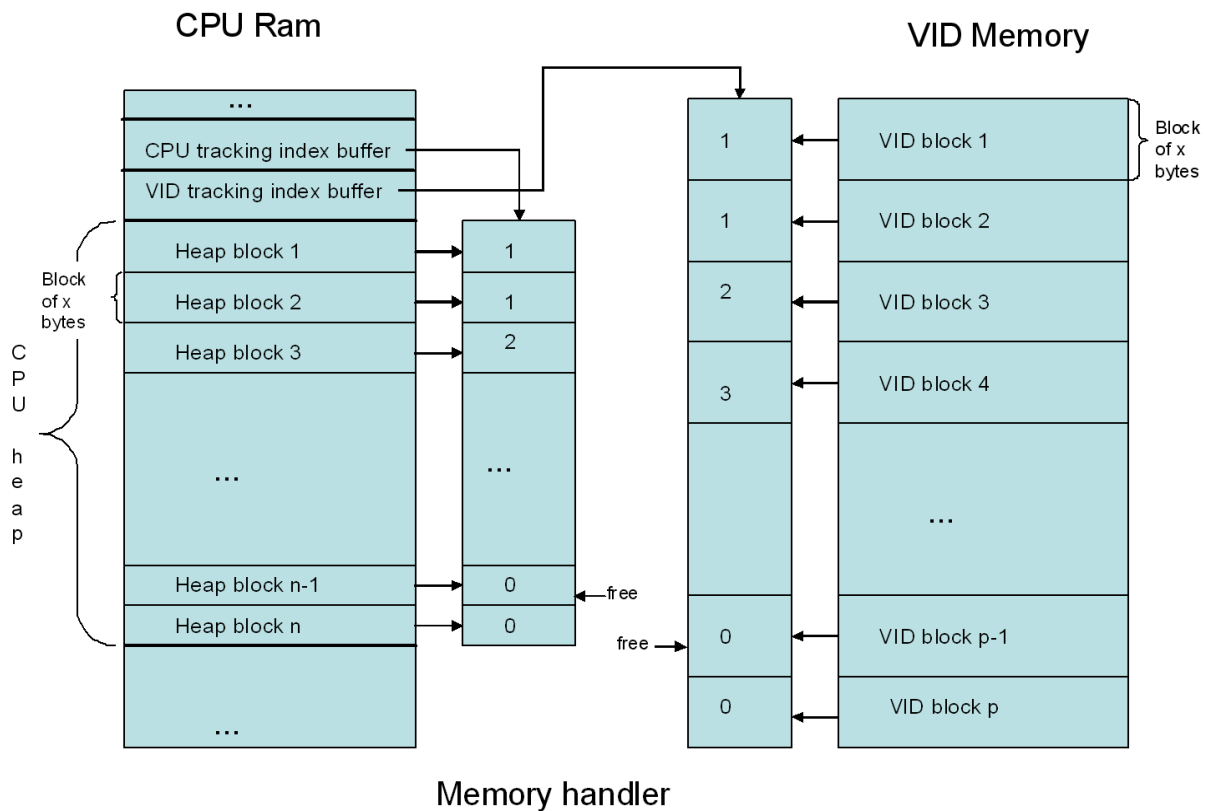 CPU Ram
VID Memory
...
CPU tracking index buffer
VID tracking index buffer
Heap block 1
1
Heap block 2
1
Heap block 3
2
...
...
Heap block n-1
0
free
Heap block n
0
...
Block
of x
bytes
C
P
U
h
e
a
p
1
VID block 1
Block
of x
bytes
1
VID block 2
2
VID block 3
3
VID block 4
...
free
0
VID block p-1
0
VID block p
Memory handler